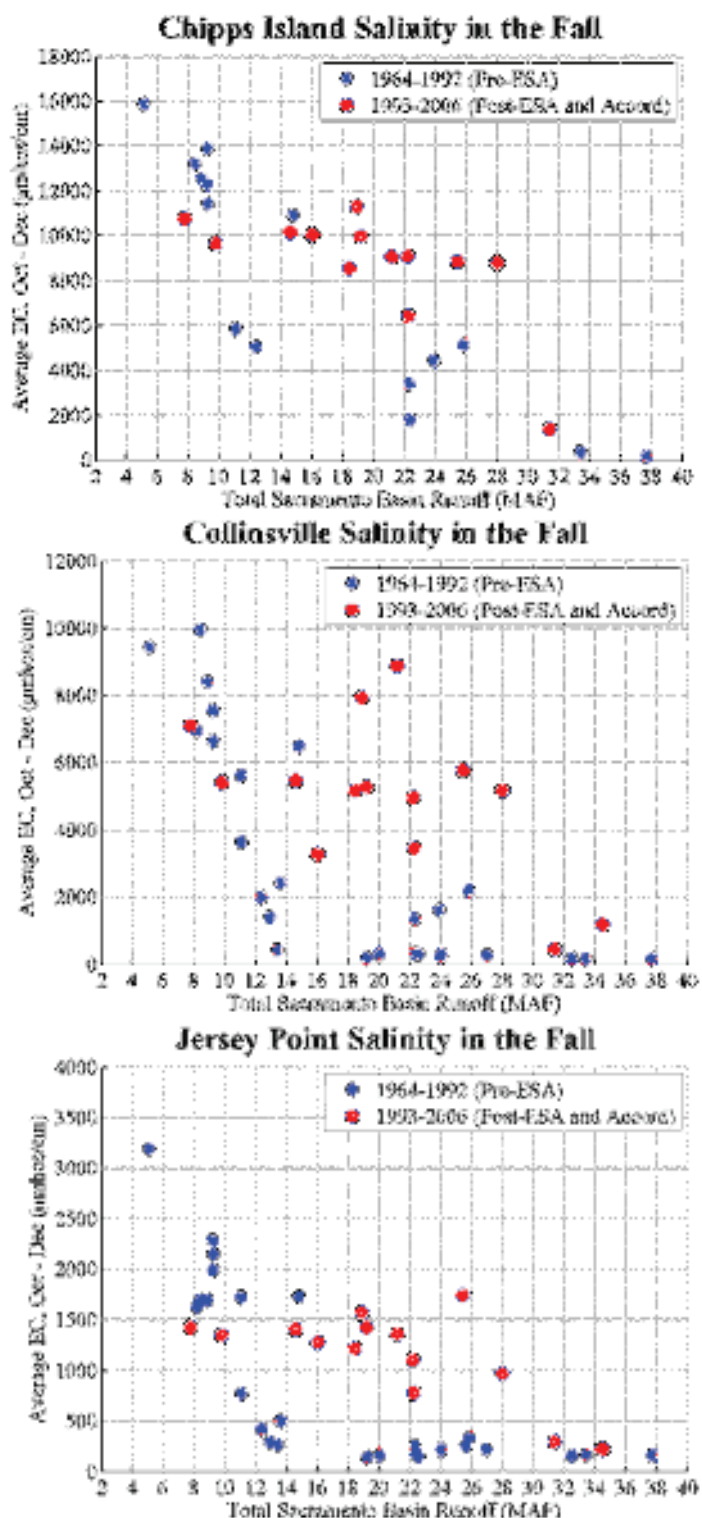 Chipps Island Salinity in the Fall
18000
1964-1992 (Pre-ESA)
16000
1993-2006 (Post-ESA and Accord)
14000
12000
10000
8000
6000
4000
2000
0
Average EC, Oct - Dec (µmhos/cm)
2 4 6 8 10 12 14 16 18 20 22 24 26 28 30 32 34 36 38 40
Total Sacramento Basin Runoff (MAF)
Collinsville Salinity in the Fall
12000
1964-1992 (Pre-ESA)
1993-2006 (Post-ESA and Accord)
10000
8000
6000
4000
2000
0
Average EC, Oct - Dec (µmhos/cm)
2 4 6 8 10 12 14 16 18 20 22 24 26 28 30 32 34 36 38 40
Total Sacramento Basin Runoff (MAF)
Jersey Point Salinity in the Fall
4000
1964-1992 (Pre-ESA)
1993-2006 (Post-ESA and Accord)
3500
3000
2500
2000
1500
1000
500
0
Average EC, Oct - Dec (µmhos/cm)
2 4 6 8 10 12 14 16 18 20 22 24 26 28 30 32 34 36 38 40
Total Sacramento Basin Runoff (MAF)